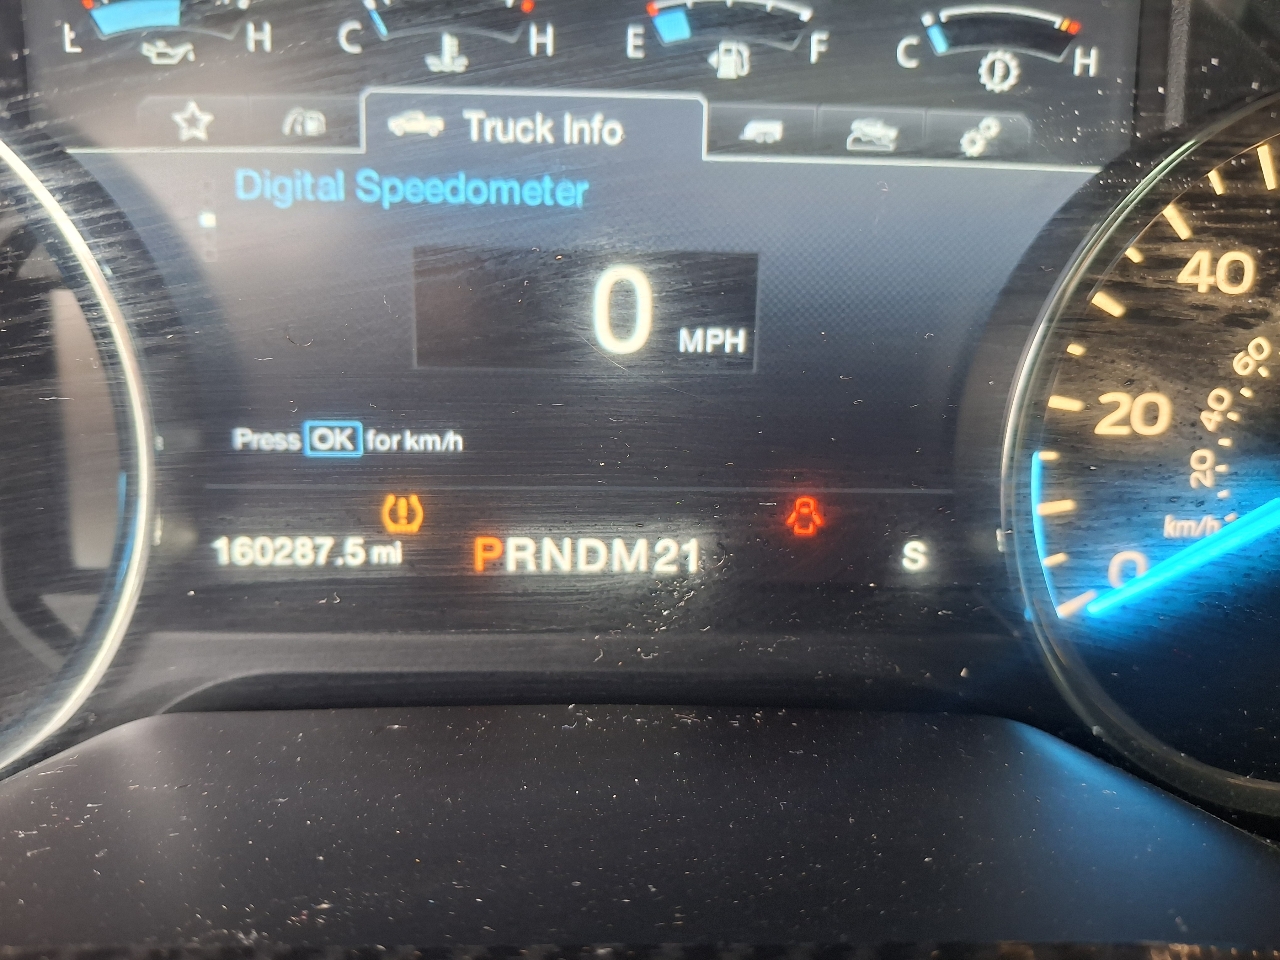 L H C H E F C H
Truck Info
Digital Speedometer
0 MPH
Press OK for km/h
160287.5 mi PRNDM21 S
40
20
0
60
40
20
km/h